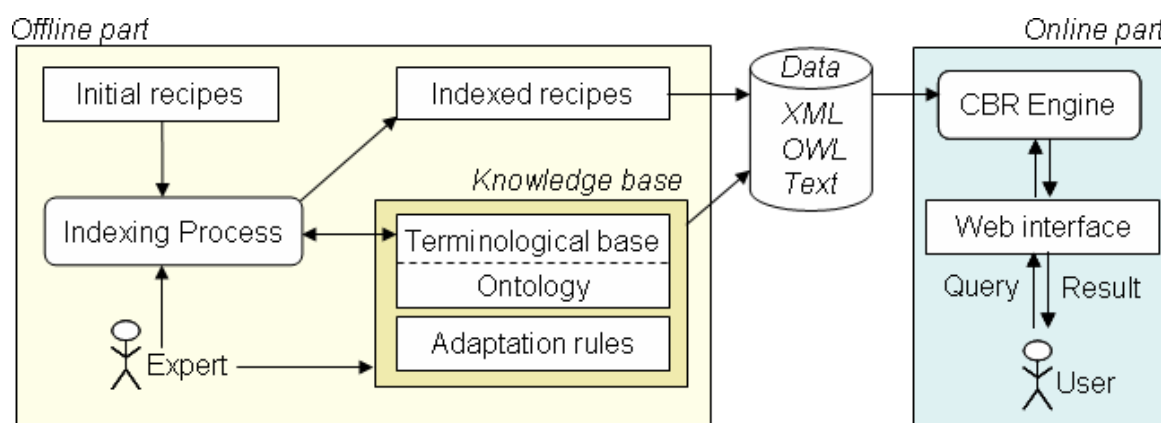 Offline part
Online part
Initial recipes
Indexed recipes
Data
XML
OWL
Text
CBR Engine
Knowledge base
Indexing Process
Terminological base
Ontology
Adaptation rules
Expert
Web interface
Query
Result
User